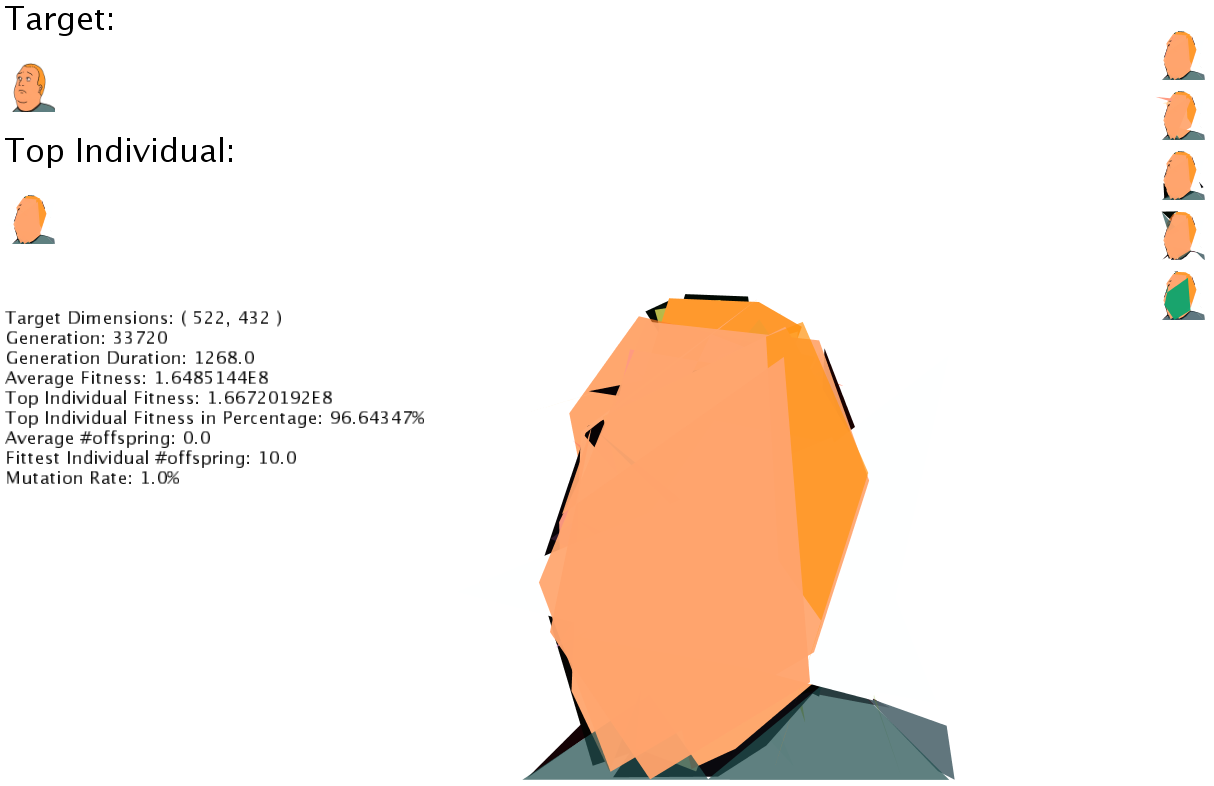 Target:
Top Individual:
Target Dimensions: ( 522, 432 )
Generation: 33720
Generation Duration: 1268.0
Average Fitness: 1.6485144E8
Top Individual Fitness: 1.66720192E8
Top Individual Fitness in Percentage: 96.64347%
Average #offspring: 0.0
Fittest Individual #offspring: 10.0
Mutation Rate: 1.0%